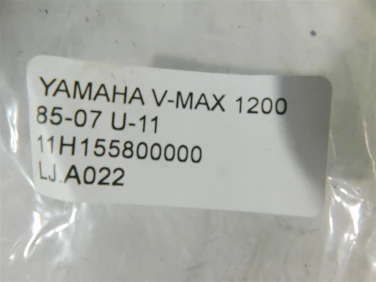 YAMAHA V-MAX 1200
85-07 U-11
11H155800000
LJ.A022